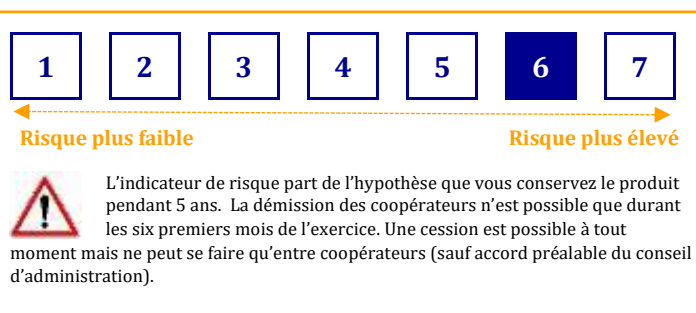 1 2 3 4 5 6 7
Risque plus faible Risque plus élevé
L’indicateur de risque part de l’hypothèse que vous conservez le produit
pendant 5 ans.  La démission des coopérateurs n’est possible que durant
les six premiers mois de l’exercice. Une cession est possible à tout
moment mais ne peut se faire qu’entre coopérateurs (sauf accord préalable du conseil
d’administration).